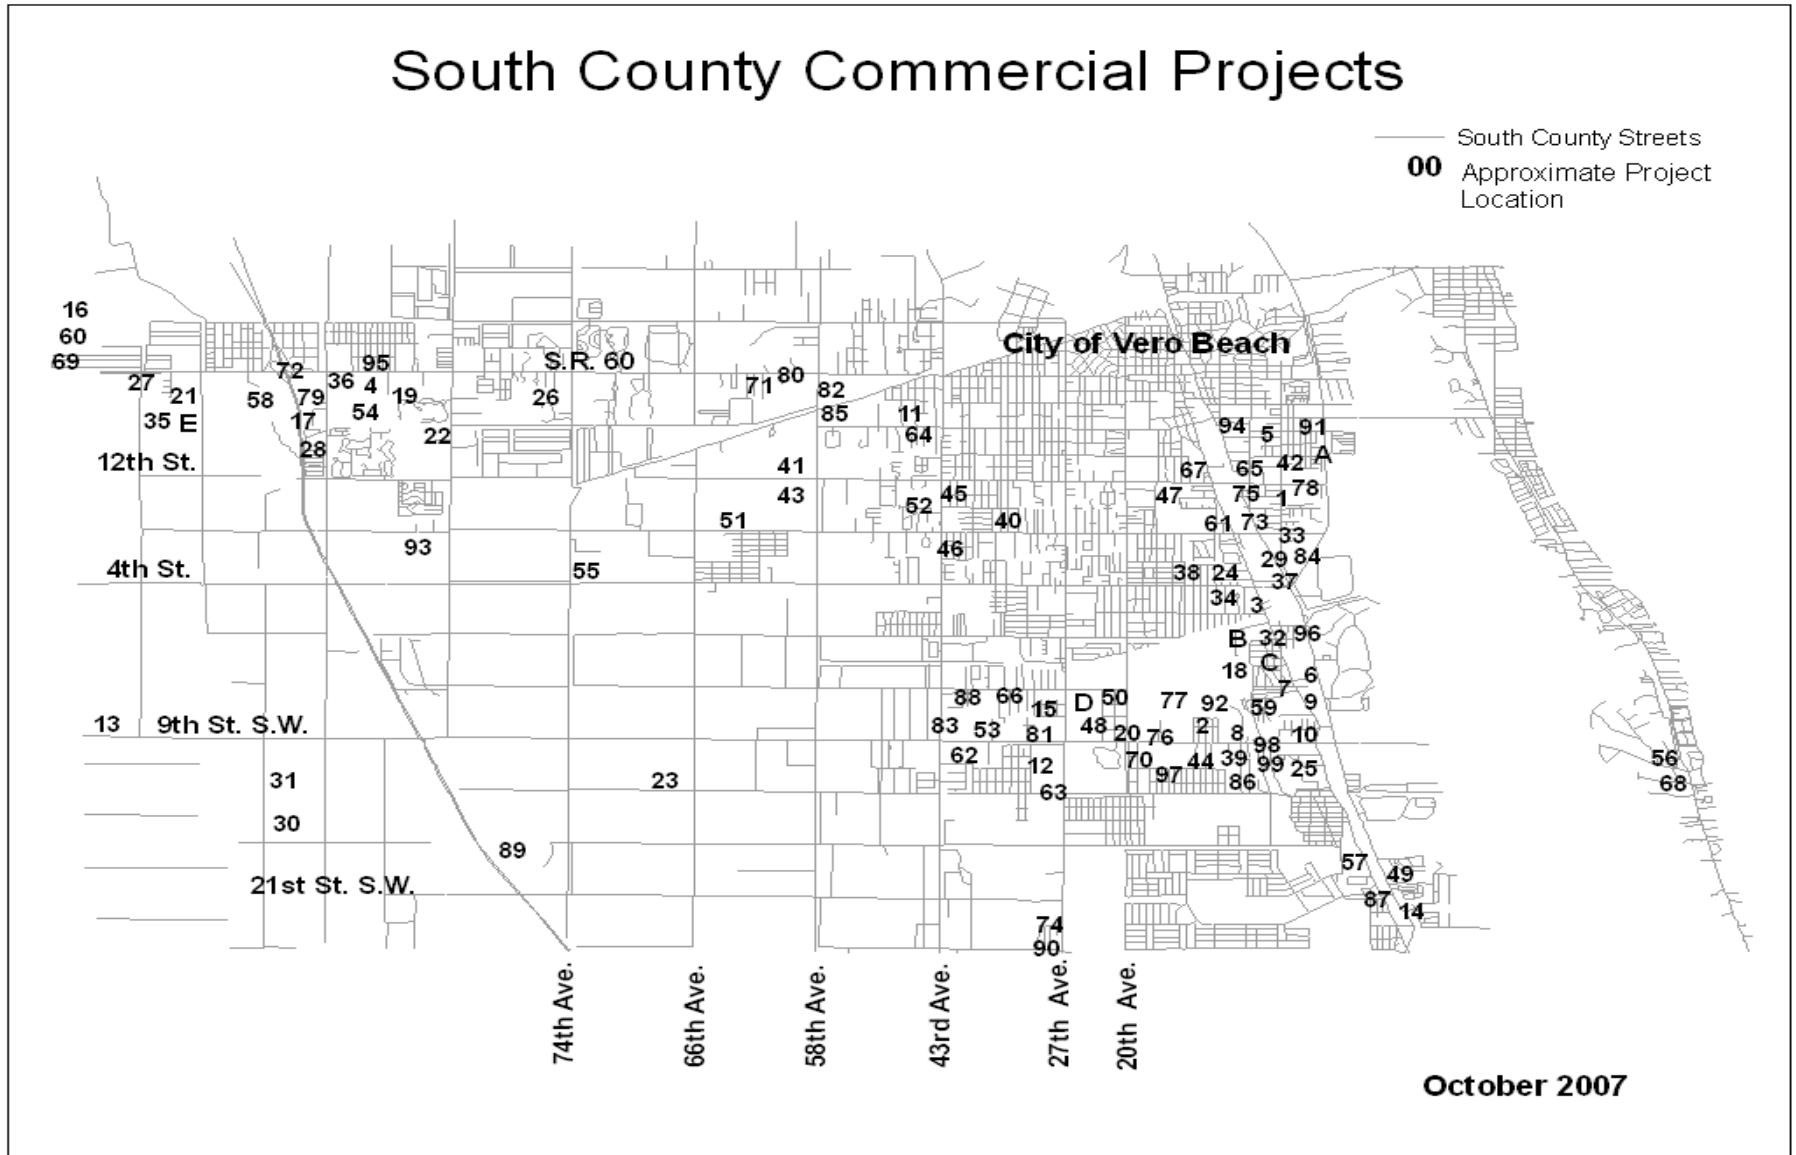 South County Commercial Projects
South County Streets
00 Approximate Project
Location
16
60
City of Vero Beach
69 72 95 S.R. 60
27 21 58 79 36 4 19 26 71 80 82
35 E 17 54 22 85 11 64 94 5 91
28 A
12th St. 41 67 65 42
43 52 45 47 75 1 78
51 40 61 73 33
93 46 29 84
4th St. 55 38 24 37
34 3
B 32 96
18 C 6
88 66 15 D 50 77 92 59 7 9
13 9th St. S.W. 83 53 81 48 20 76 2 8 10
62 98
31 23 12 70 97 44 39 99 25
63 86
56
68
30
89 57 49
21st St. S.W. 87 14
74
90
74th Ave.
66th Ave.
58th Ave.
43rd Ave.
27th Ave.
20th Ave.
October 2007